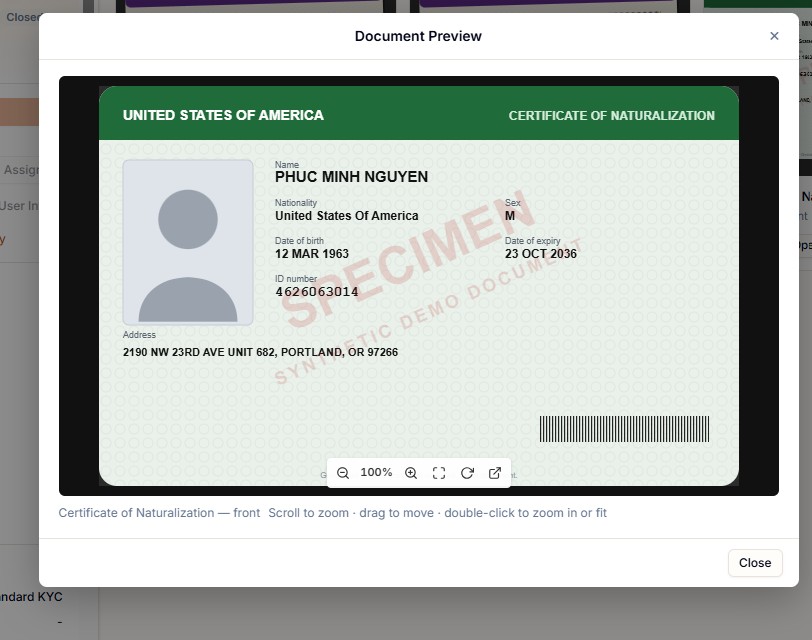 Closed
Document Preview
UNITED STATES OF AMERICA
CERTIFICATE OF NATURALIZATION
Name
PHUC MINH NGUYEN
Nationality
United States Of America
Sex
M
Date of birth
12 MAR 1963
Date of expiry
23 OCT 2036
ID number
4626063014
Address
2190 NW 23RD AVE UNIT 682, PORTLAND, OR 97266
SPECIMEN
SYNTHETIC DEMO DOCUMENT
100%
Certificate of Naturalization — front Scroll to zoom · drag to move · double-click to zoom in or fit
Close
Assign
User In
ndard KYC
-